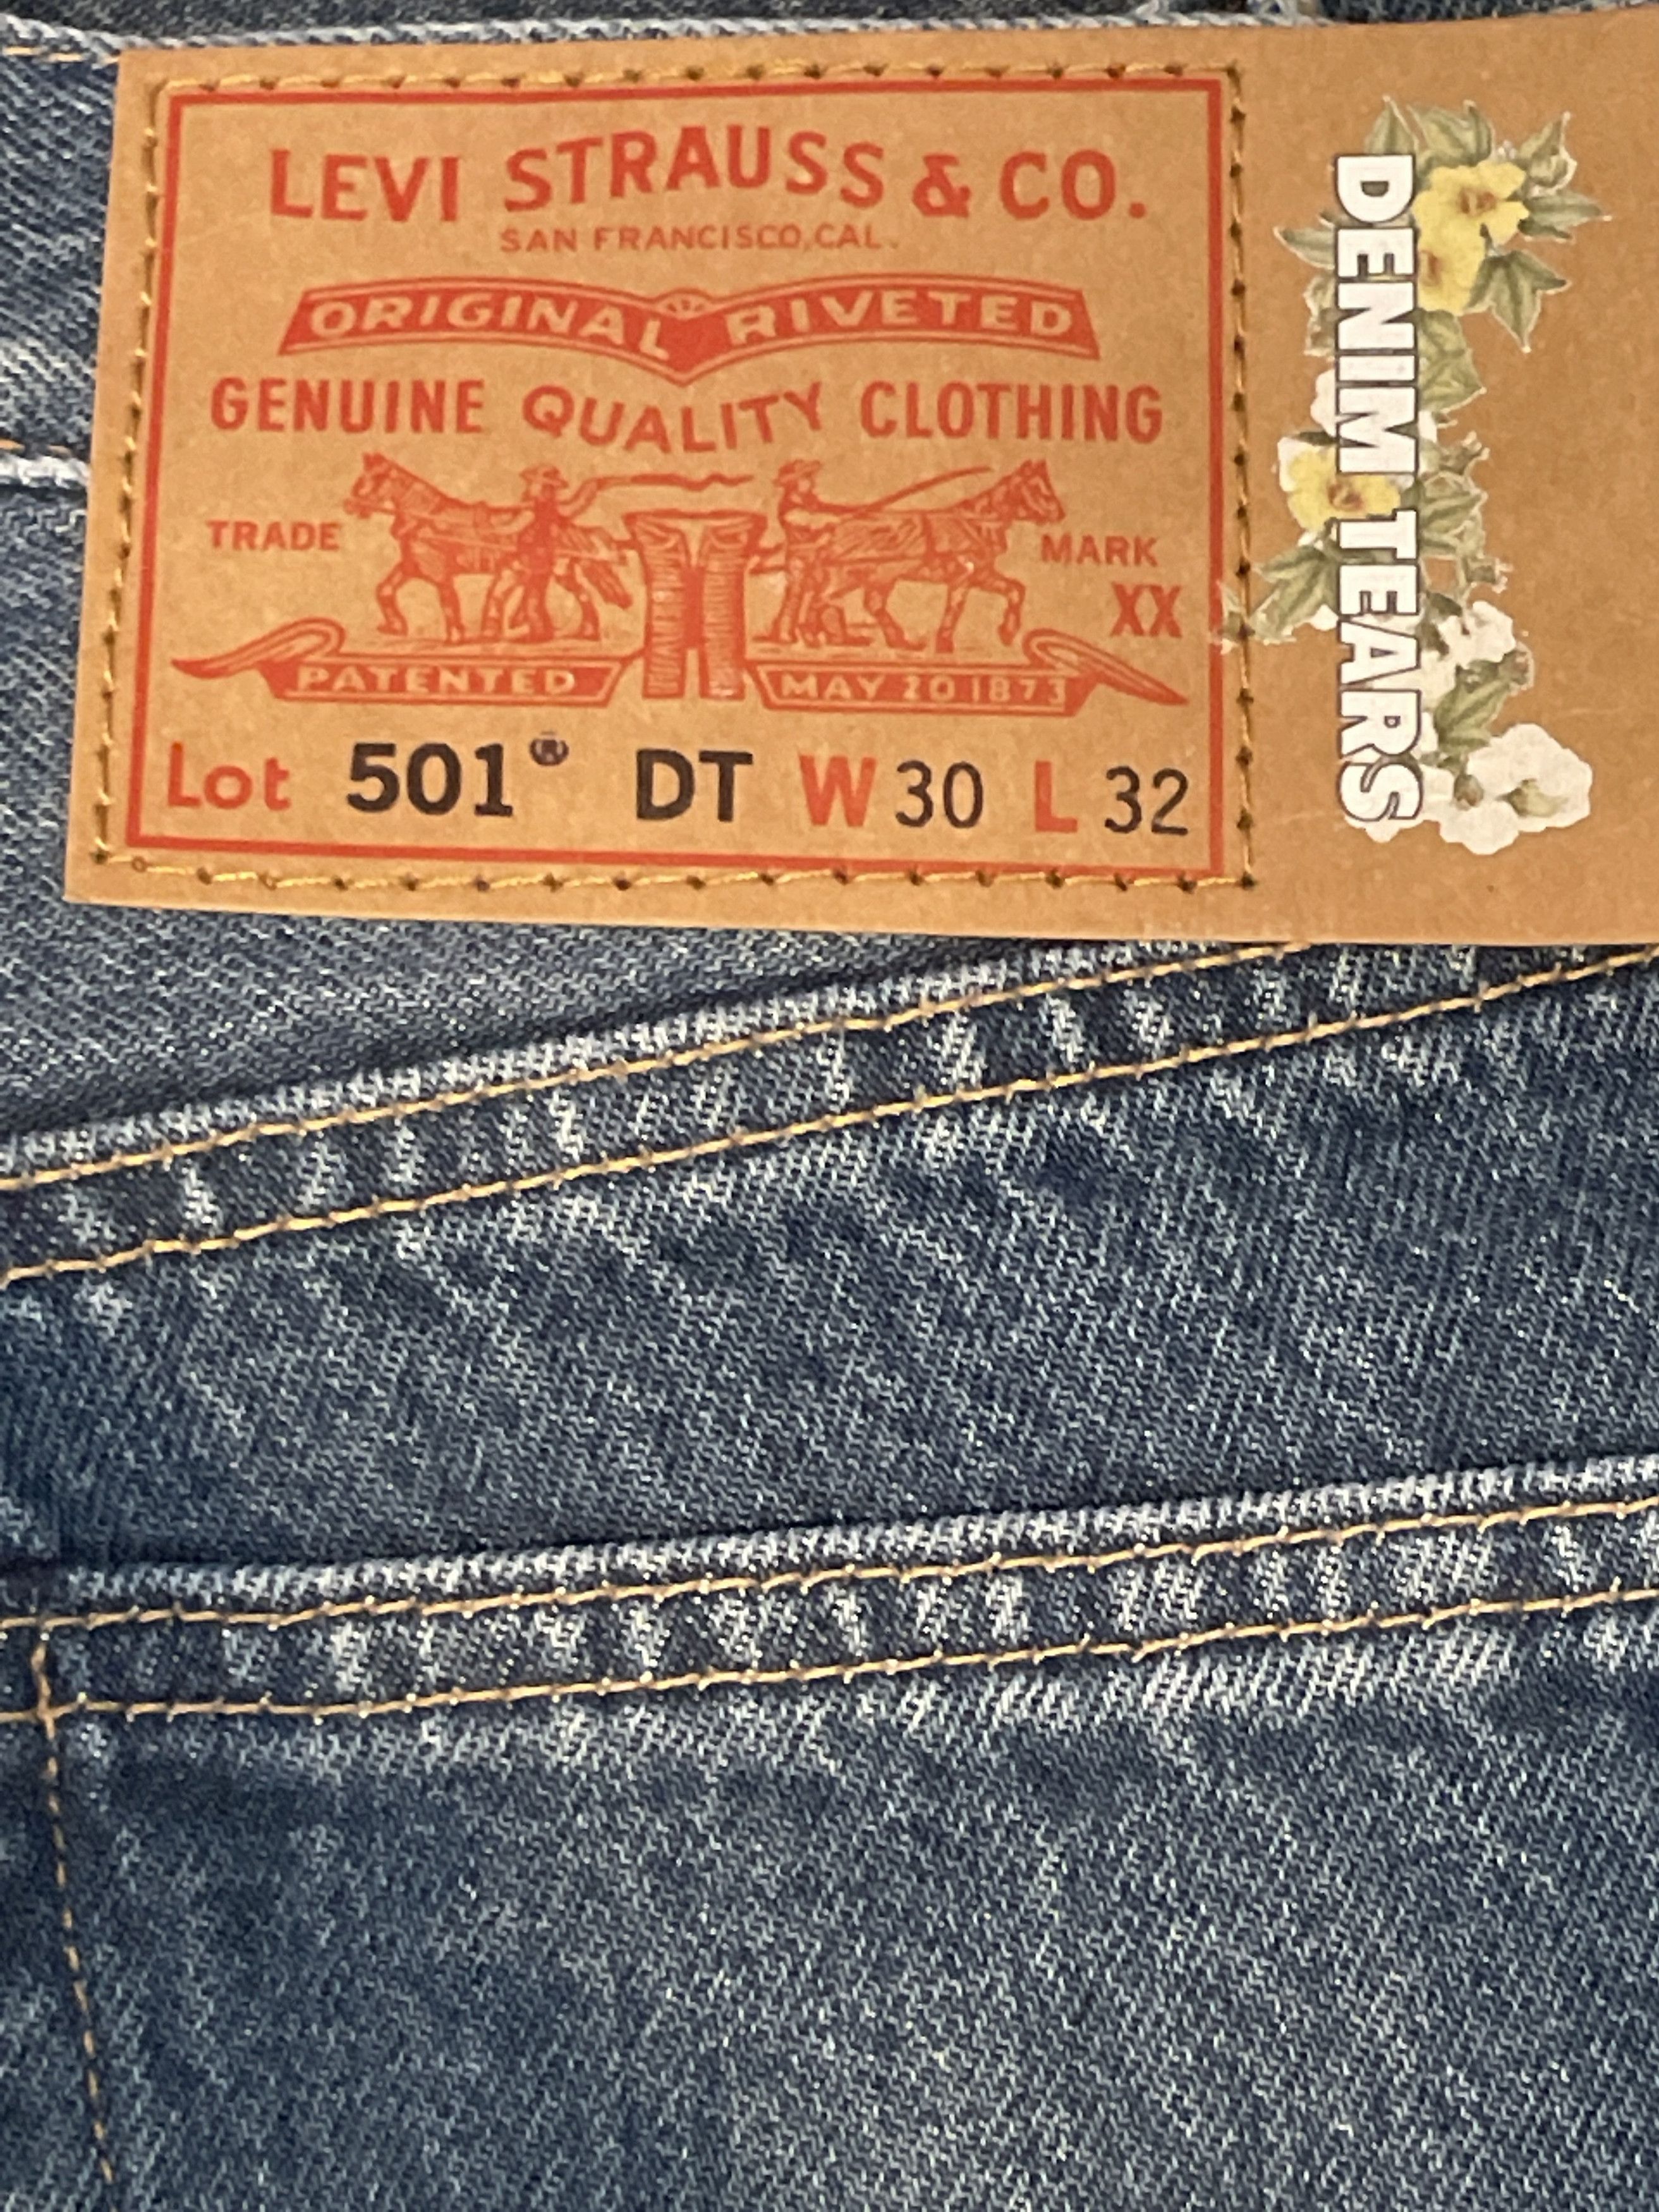 LEVI STRAUSS & CO.
SAN FRANCISCO, CAL.
ORIGINAL RIVETED
GENUINE QUALITY CLOTHING
TRADE MARK
XX
PATENTED MAY 20 1873
Lot 501® DT W 30 L 32
DENIM TEARS